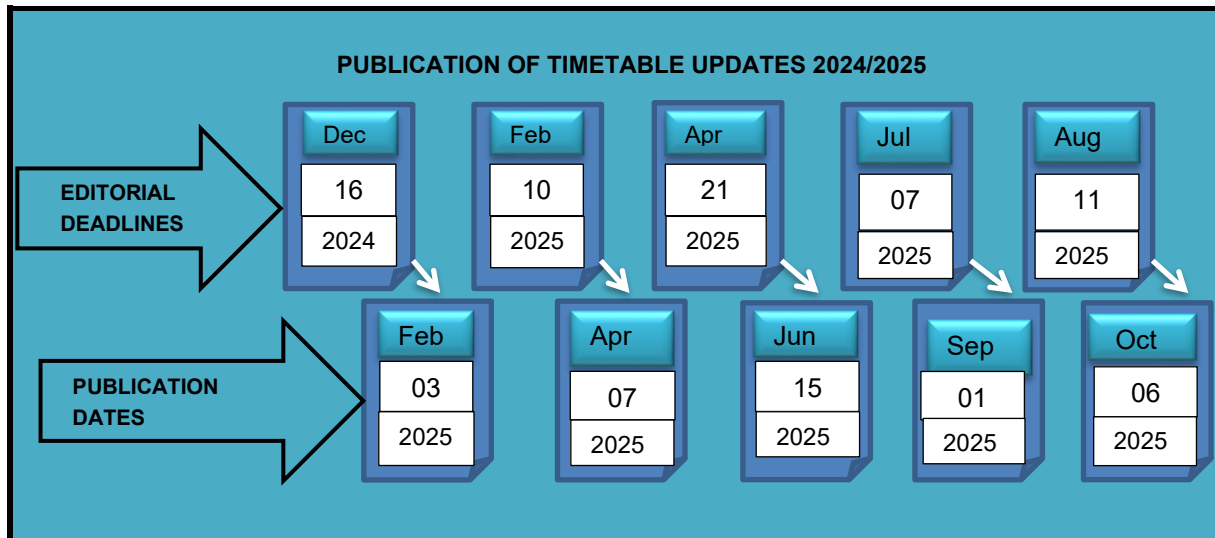 PUBLICATION OF TIMETABLE UPDATES 2024/2025
EDITORIAL
DEADLINES
Dec
16
2024
Feb
10
2025
Apr
21
2025
Jul
07
2025
Aug
11
2025
PUBLICATION
DATES
Feb
03
2025
Apr
07
2025
Jun
15
2025
Sep
01
2025
Oct
06
2025